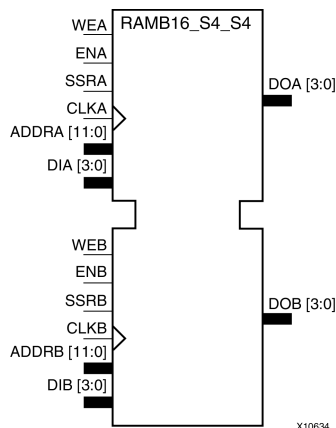 RAMB16_S4_S4
WEA
ENA
SSRA
CLKA
ADDRA [11:0]
DIA [3:0]
DOA [3:0]
WEB
ENB
SSRB
CLKB
ADDRB [11:0]
DIB [3:0]
DOB [3:0]
X10634